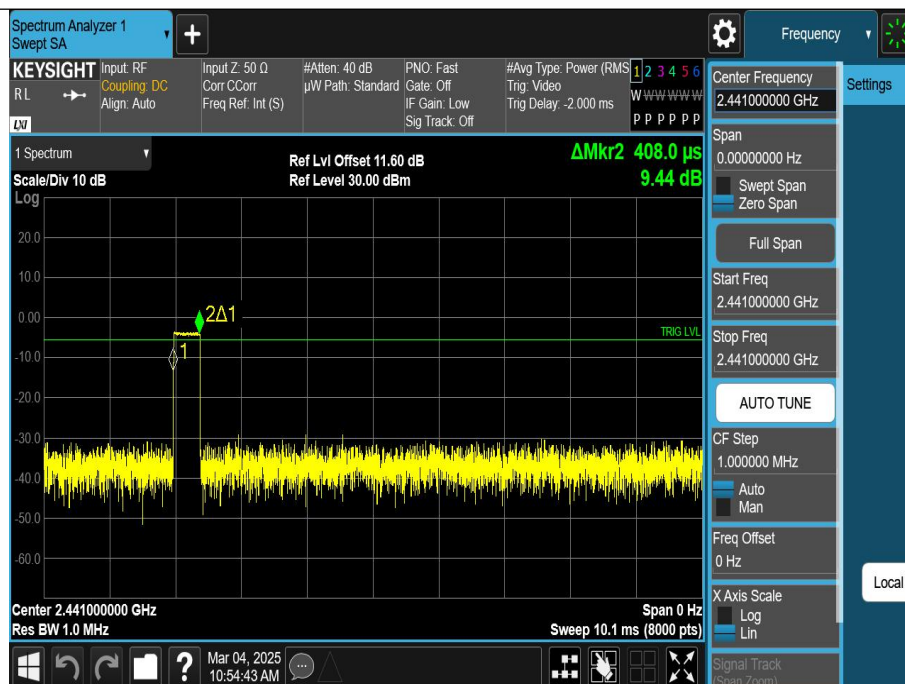 Spectrum Analyzer 1
Swept SA
+
Frequency
KEYSIGHT
RL
LXI
Input: RF
Coupling: DC
Align: Auto
Input Z: 50 Ω
Corr CCorr
Freq Ref: Int (S)
#Atten: 40 dB
µW Path: Standard
PNO: Fast
Gate: Off
IF Gain: Low
Sig Track: Off
#Avg Type: Power (RMS
Trig: Video
Trig Delay: -2.000 ms
1 2 3 4 5 6
W W W W W W
P P P P P P
1 Spectrum
Scale/Div 10 dB
Log
Ref Lvl Offset 11.60 dB
Ref Level 30.00 dBm
ΔMkr2 408.0 µs
9.44 dB
20.0
10.0
0.00
-10.0
-20.0
-30.0
-40.0
-50.0
-60.0
2Δ1
1
TRIG LVL
Center 2.441000000 GHz
Res BW 1.0 MHz
Span 0 Hz
Sweep 10.1 ms (8000 pts)
Mar 04, 2025
10:54:43 AM
?
Center Frequency
2.441000000 GHz
Span
0.00000000 Hz
Swept Span
Zero Span
Full Span
Start Freq
2.441000000 GHz
Stop Freq
2.441000000 GHz
AUTO TUNE
CF Step
1.000000 MHz
Auto
Man
Freq Offset
0 Hz
X Axis Scale
Log
Lin
Signal Track
(Span Zoom)
Settings
Local